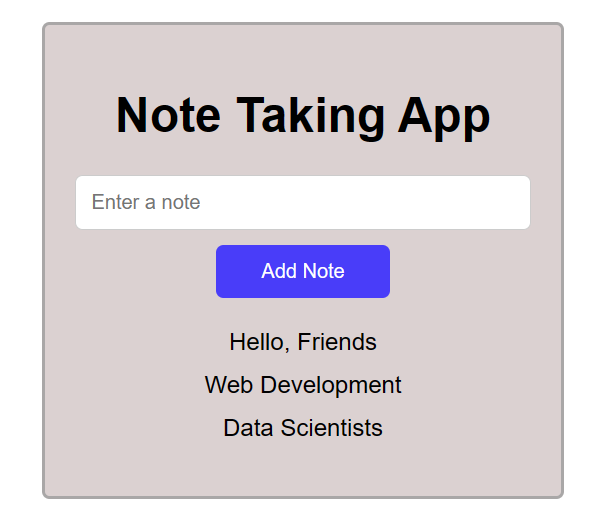 Note Taking App
Enter a note
Add Note
Hello, Friends
Web Development
Data Scientists